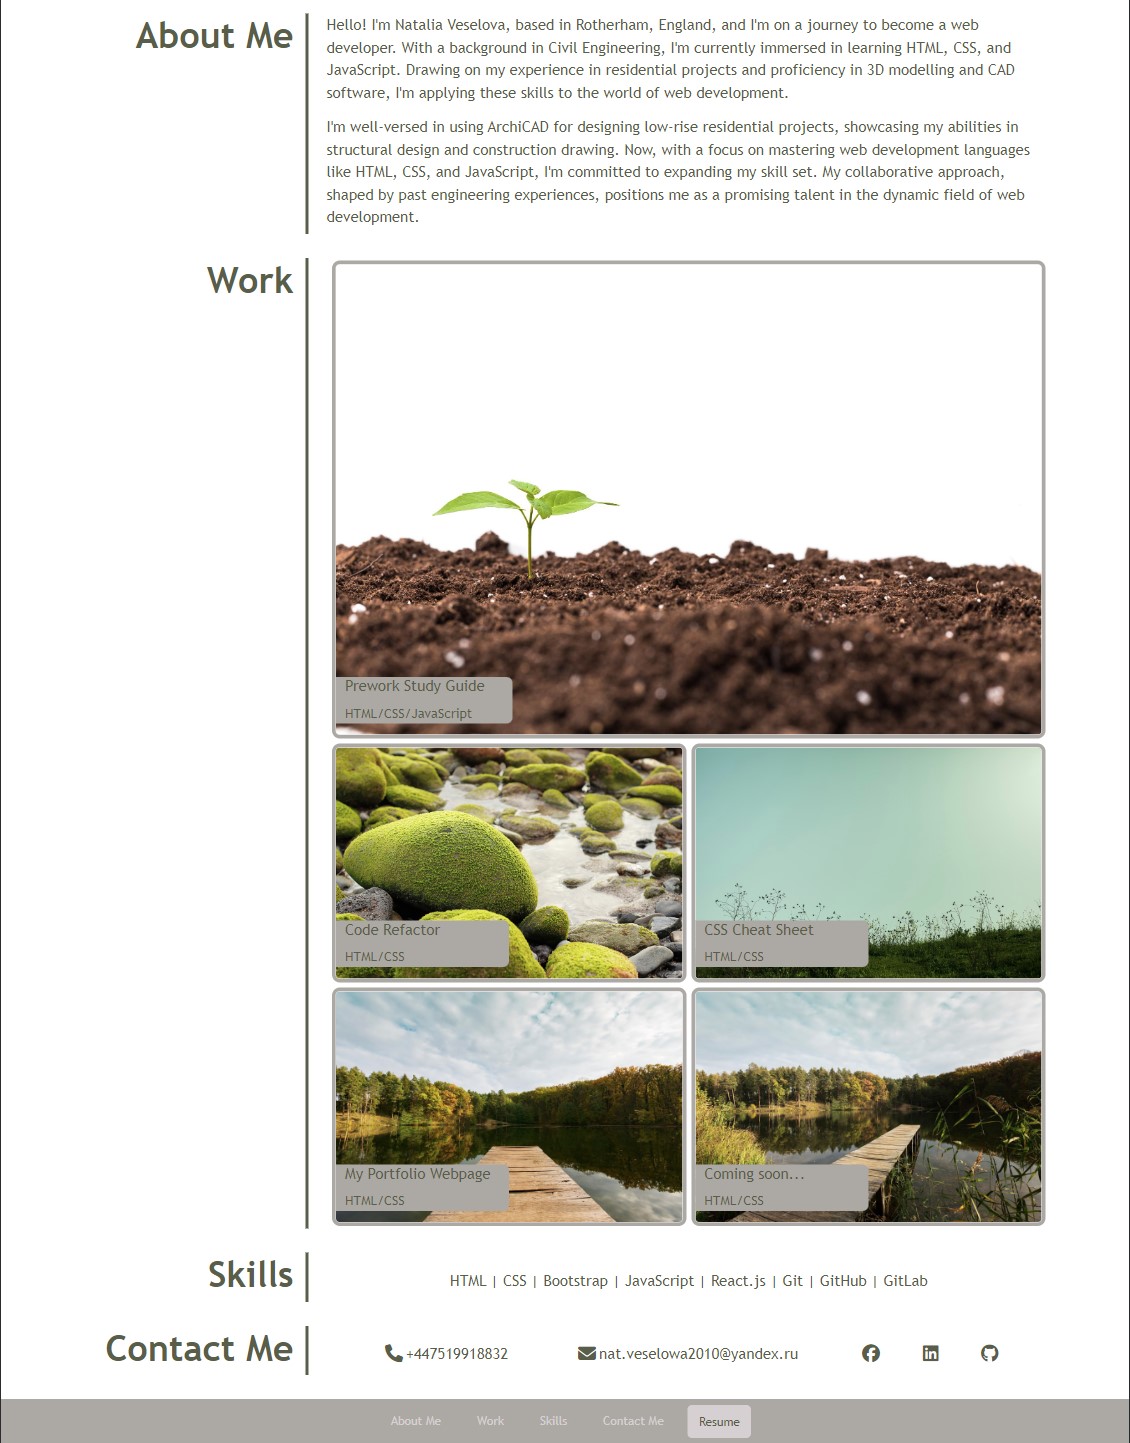 About Me
Hello! I'm Natalia Veselova, based in Rotherham, England, and I'm on a journey to become a web
developer. With a background in Civil Engineering, I'm currently immersed in learning HTML, CSS, and
JavaScript. Drawing on my experience in residential projects and proficiency in 3D modelling and CAD
software, I'm applying these skills to the world of web development.
I'm well-versed in using ArchiCAD for designing low-rise residential projects, showcasing my abilities in
structural design and construction drawing. Now, with a focus on mastering web development languages
like HTML, CSS, and JavaScript, I'm committed to expanding my skill set. My collaborative approach,
shaped by past engineering experiences, positions me as a promising talent in the dynamic field of web
development.
Work
Prework Study Guide
HTML/CSS/JavaScript
Code Refactor
HTML/CSS
CSS Cheat Sheet
HTML/CSS
My Portfolio Webpage
HTML/CSS
Coming soon...
HTML/CSS
Skills
HTML | CSS | Bootstrap | JavaScript | React.js | Git | GitHub | GitLab
Contact Me
+447519918832 nat.veselowa2010@yandex.ru
About Me Work Skills Contact Me Resume